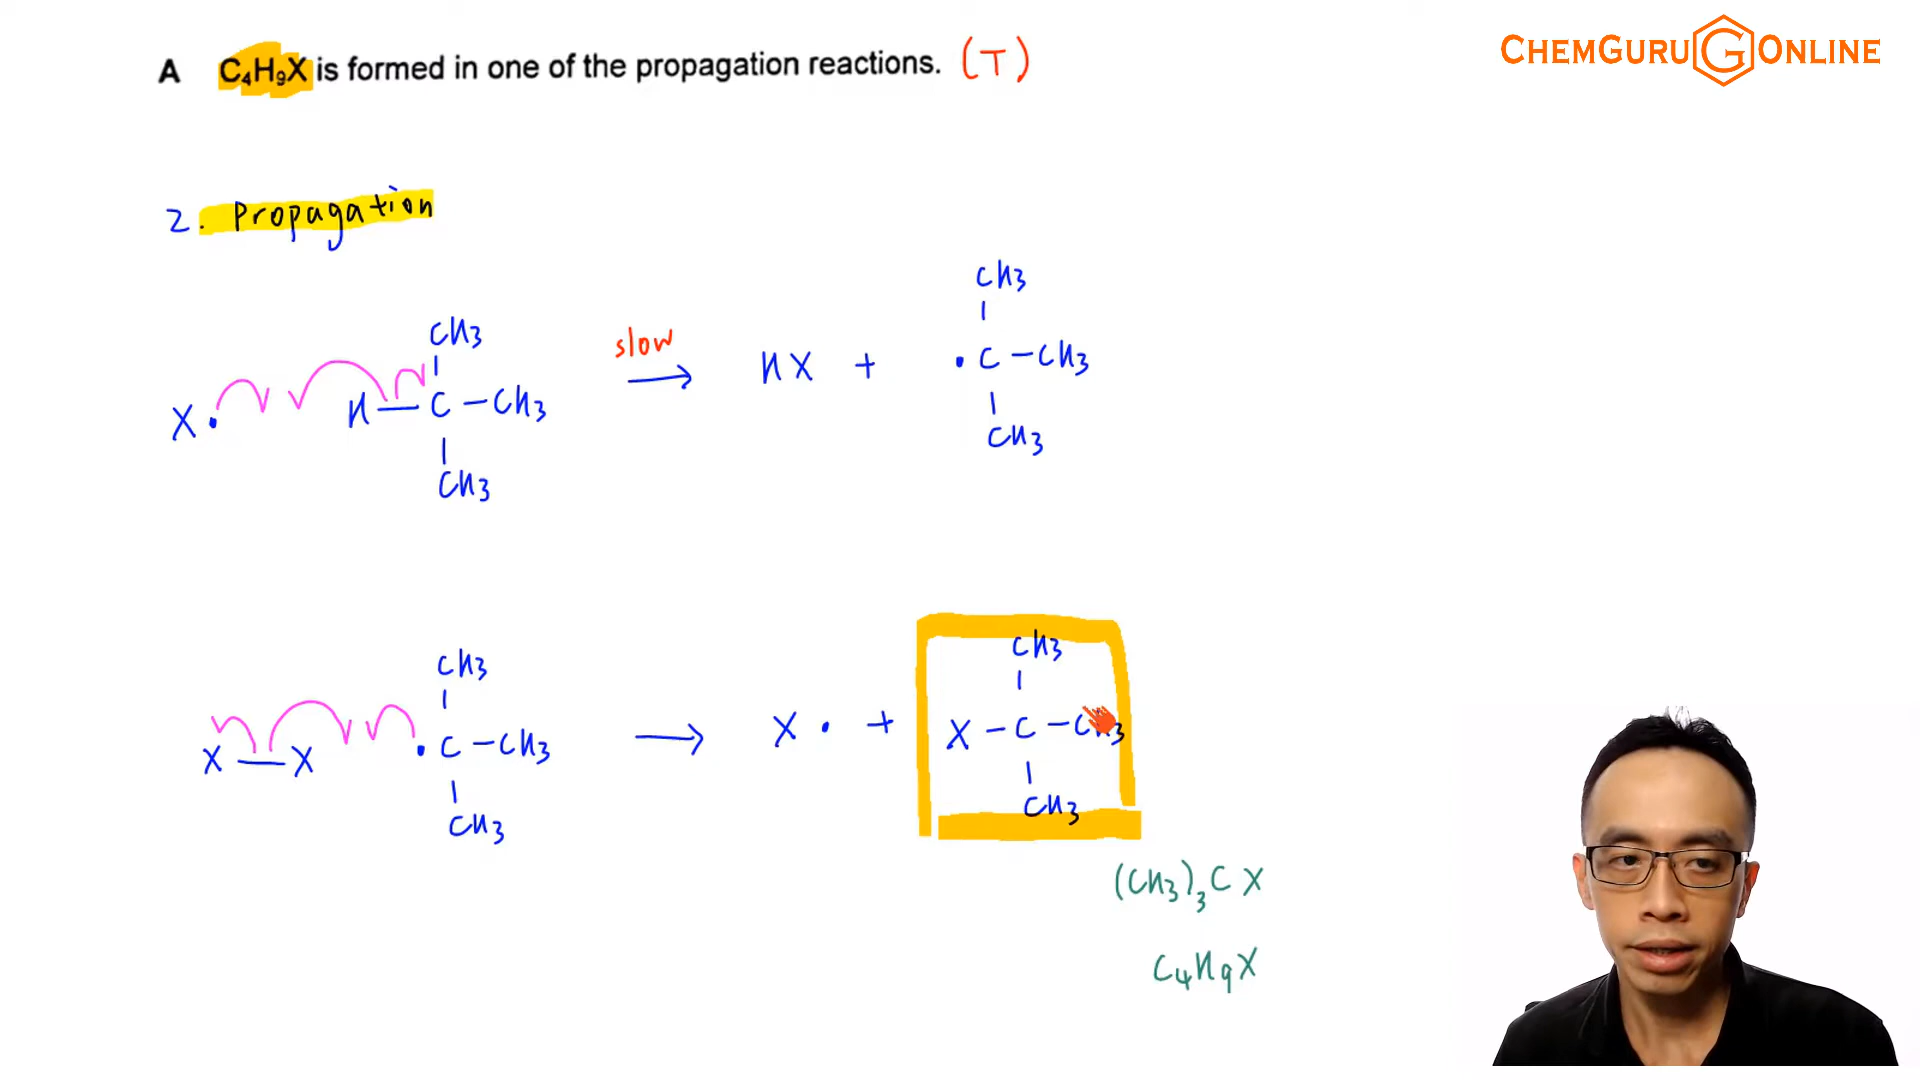 CHEMGURU G ONLINE
A C₄H₉X is formed in one of the propagation reactions. (T)
2. Propagation
CH₃
|
X• H — C — CH₃
|
CH₃
slow
→
HX +
CH₃
|
• C — CH₃
|
CH₃
CH₃
|
X — X • C — CH₃
|
CH₃
→
X • +
CH₃
|
X — C — CH₃
|
CH₃
(CH₃)₃C X
C₄H₉X